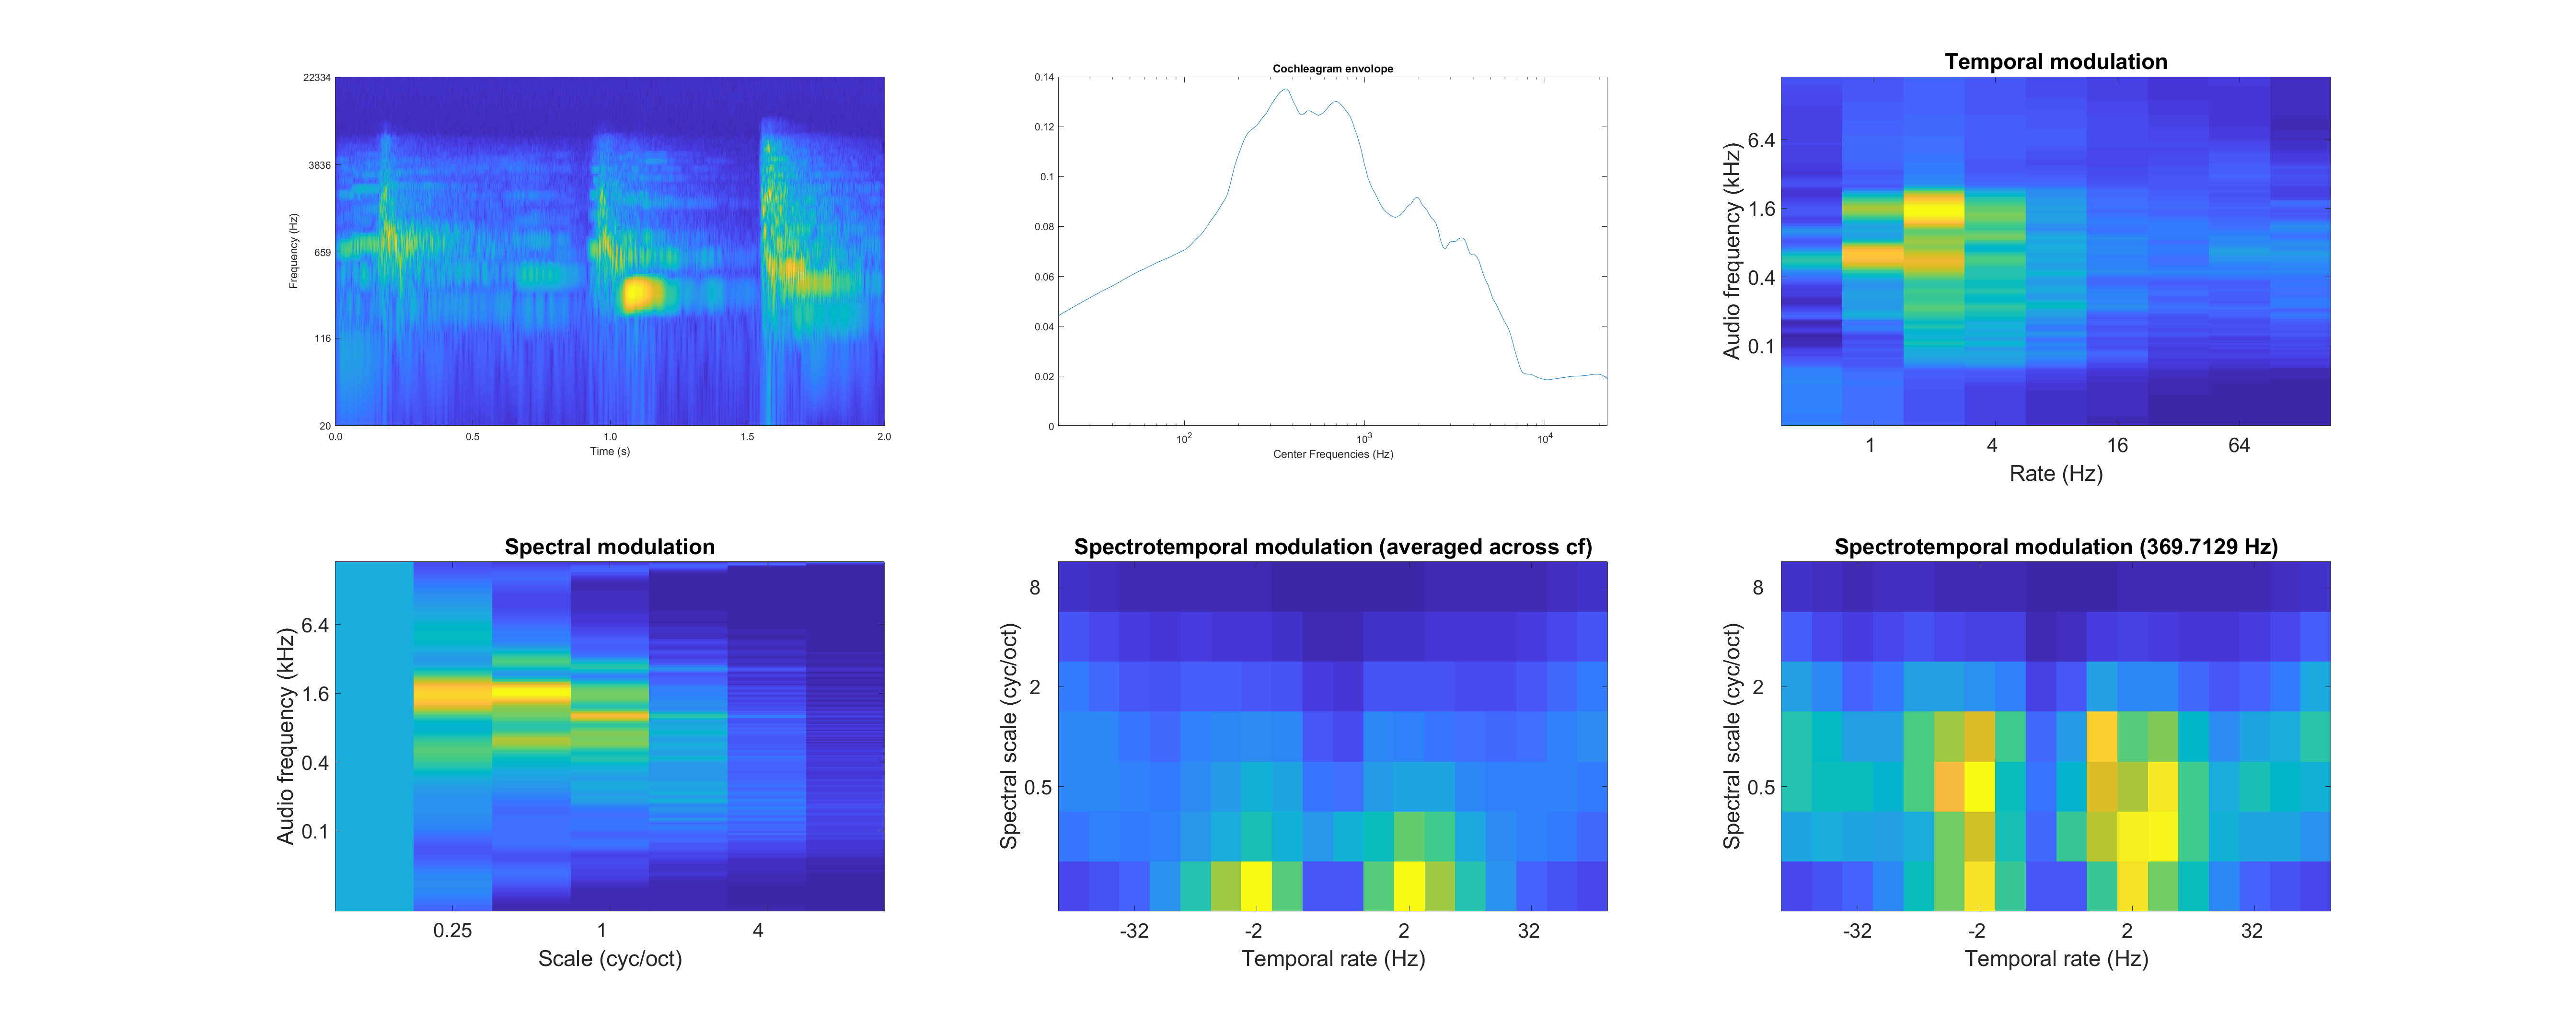 22334
3836
659
116
20
0.0 0.5 1.0 1.5 2.0
Time (s)
Frequency (Hz)
Cochleagram envolope
0.14
0.12
0.1
0.08
0.06
0.04
0.02
0
10² 10³ 10⁴
Center Frequencies (Hz)
Temporal modulation
6.4
1.6
0.4
0.1
1 4 16 64
Rate (Hz)
Audio frequency (kHz)
Spectral modulation
6.4
1.6
0.4
0.1
0.25 1 4
Scale (cyc/oct)
Audio frequency (kHz)
Spectrotemporal modulation (averaged across cf)
8
2
0.5
-32 -2 2 32
Temporal rate (Hz)
Spectral scale (cyc/oct)
Spectrotemporal modulation (369.7129 Hz)
8
2
0.5
-32 -2 2 32
Temporal rate (Hz)
Spectral scale (cyc/oct)